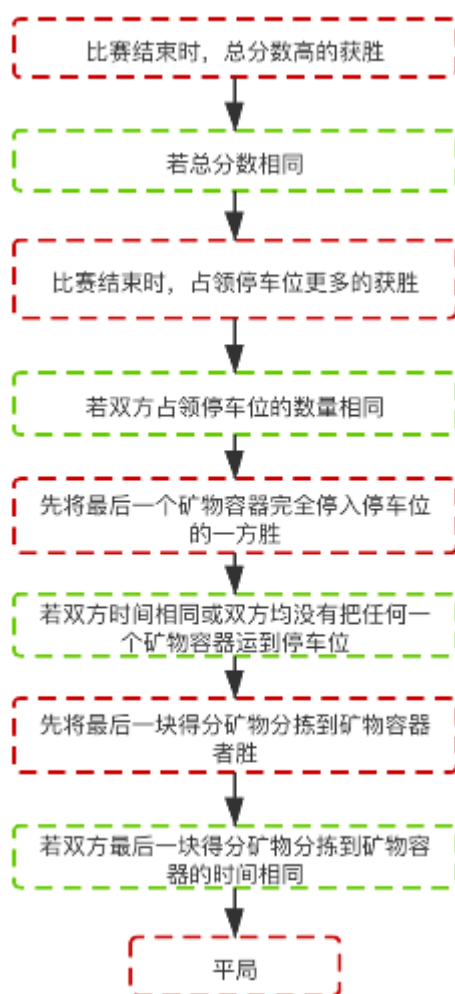 比赛结束时，总分数高的获胜
若总分数相同
比赛结束时，占领停车位更多的获胜
若双方占领停车位的数量相同
先将最后一个矿物容器完全停入停车位
的一方胜
若双方时间相同或双方均没有把任何一
个矿物容器运到停车位
先将最后一块得分矿物分拣到矿物容器
者胜
若双方最后一块得分矿物分拣到矿物容
器的时间相同
平局